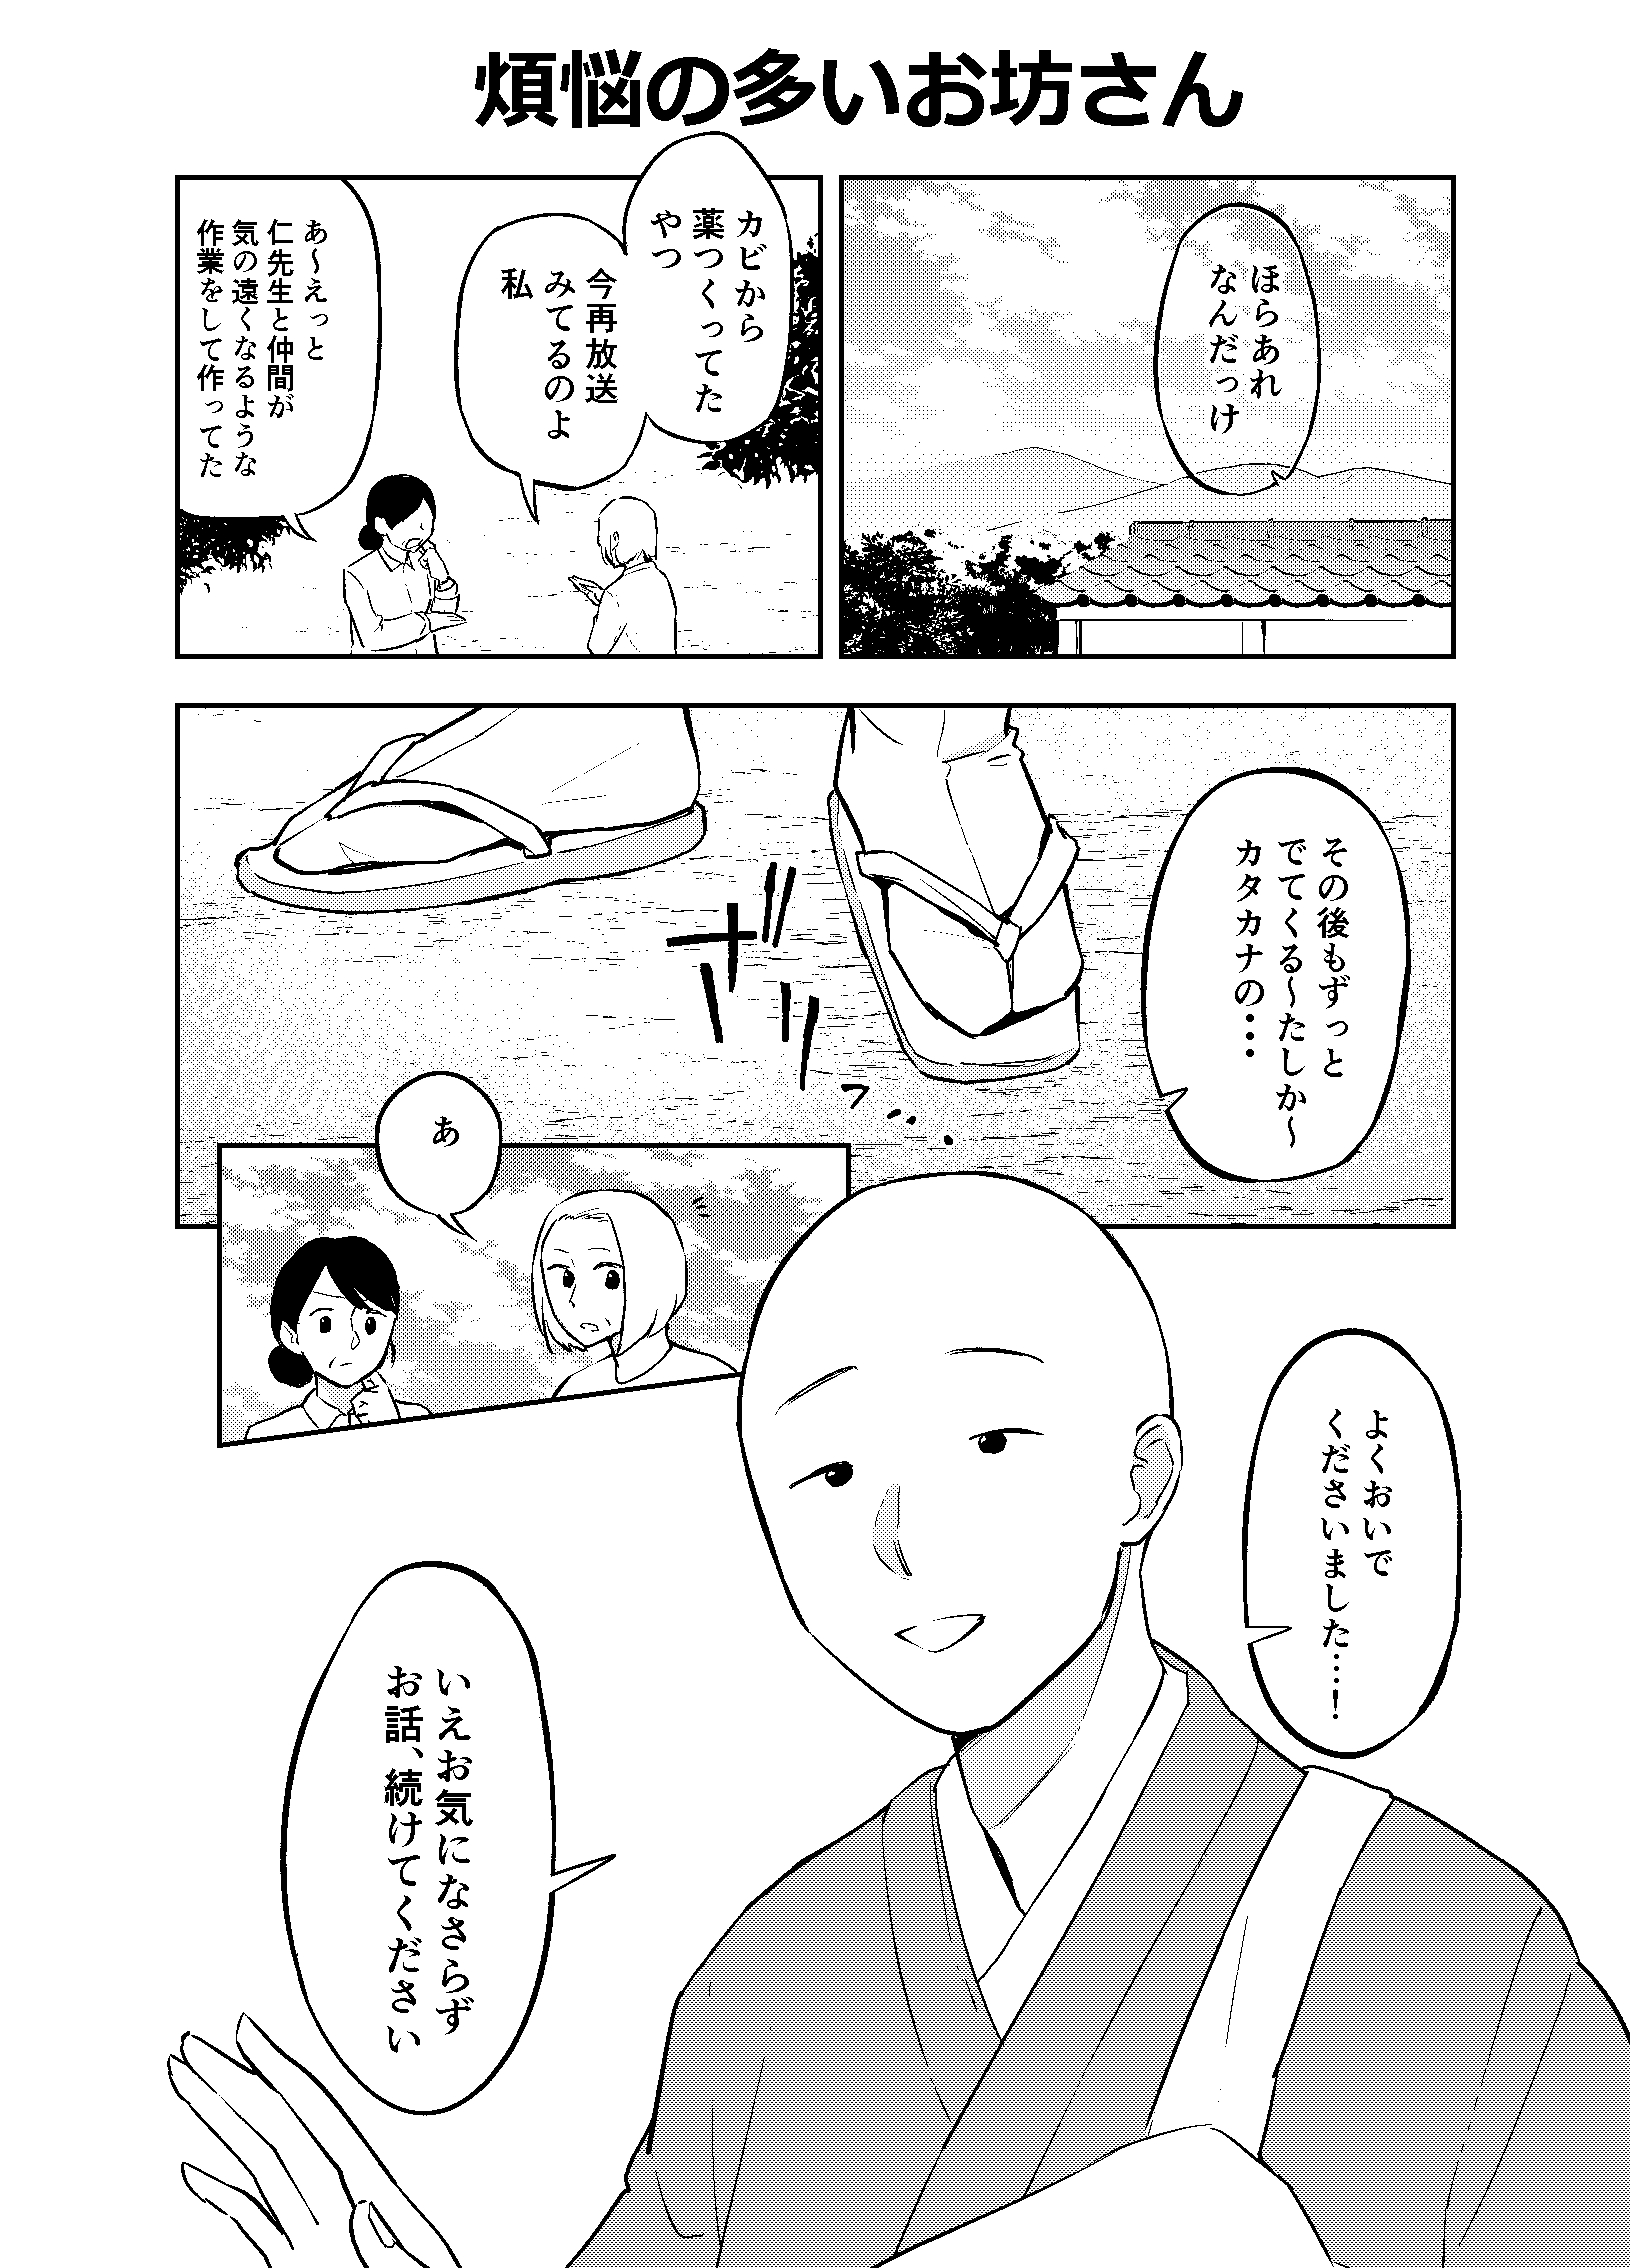 煩悩の多いお坊さん
ほらあれ
なんだっけ
カビから
薬つくってた
やつ
今再放送
みてるのよ
私
あ〜えっと
仁先生と仲間が
気の遠くなるような
作業をして作ってた
その後もずっと
でてくる〜たしか〜
カタカナの・・・
ザッ
あ
よくおいで
くださいました…！
いえお気になさらず
お話、続けてください